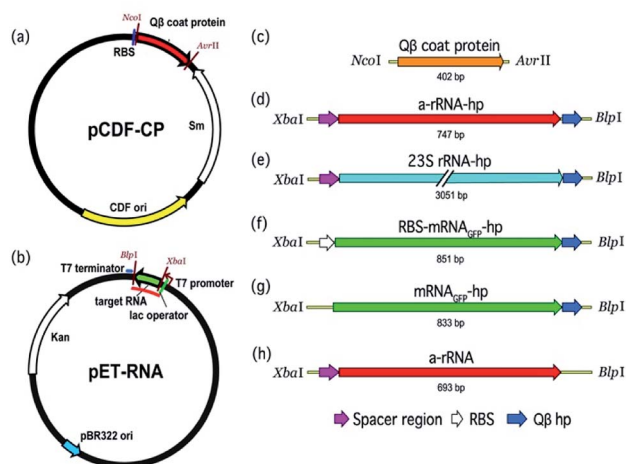 (a)
NcoI
Qβ coat protein
RBS
AvrII
pCDF-CP
Sm
CDF ori
(b)
BlpI
XbaI
T7 terminator
T7 promoter
target RNA
lac operator
Kan
pET-RNA
pBR322 ori
(c)
Qβ coat protein
NcoI AvrII
402 bp
(d)
a-rRNA-hp
XbaI BlpI
747 bp
(e)
23S rRNA-hp
XbaI BlpI
3051 bp
(f)
RBS-mRNAGFP-hp
XbaI BlpI
851 bp
(g)
mRNAGFP-hp
XbaI BlpI
833 bp
(h)
a-rRNA
XbaI BlpI
693 bp
Spacer region RBS Qβ hp